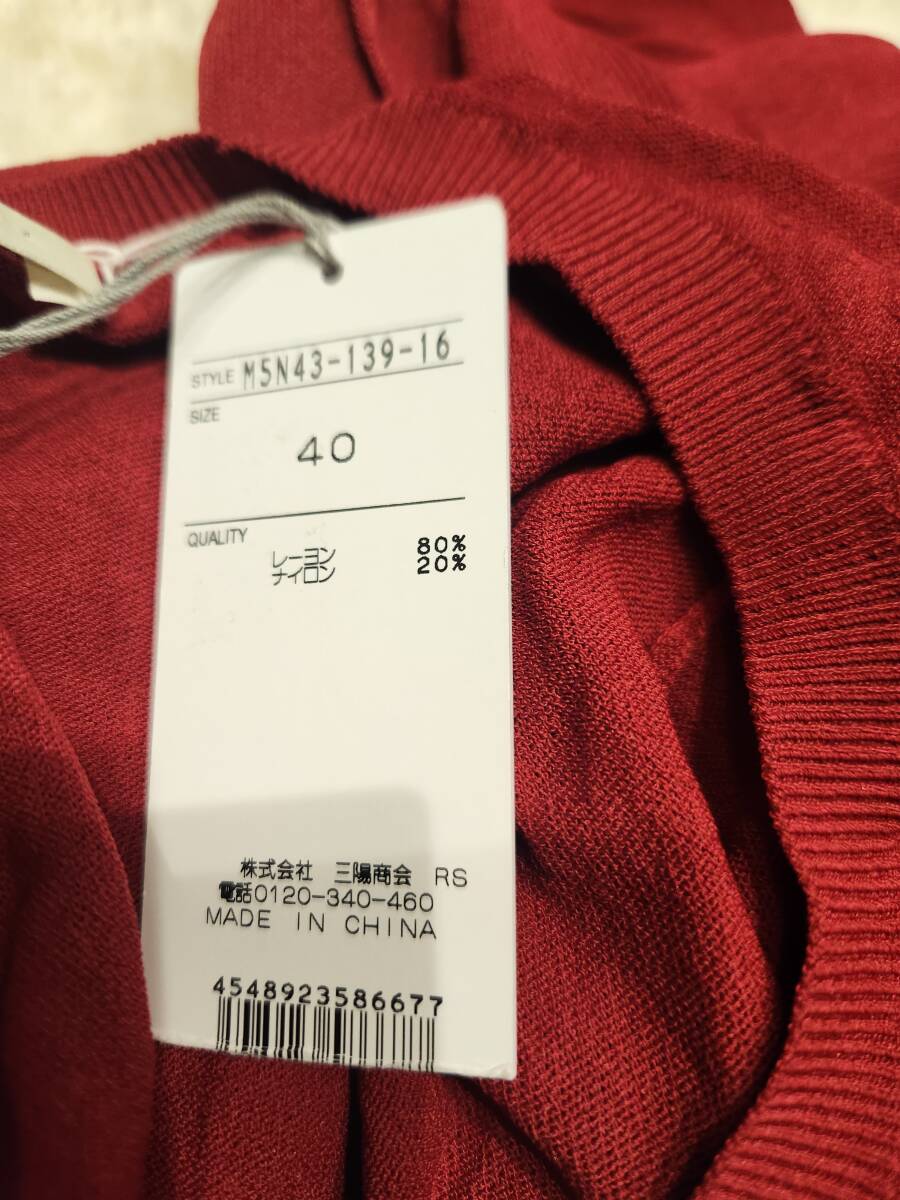 STYLE M5N43-139-16
SIZE
40
QUALITY
レーヨン 80%
ナイロン 20%
株式会社 三陽商会 RS
電話0120-340-460
MADE IN CHINA
4548923586677